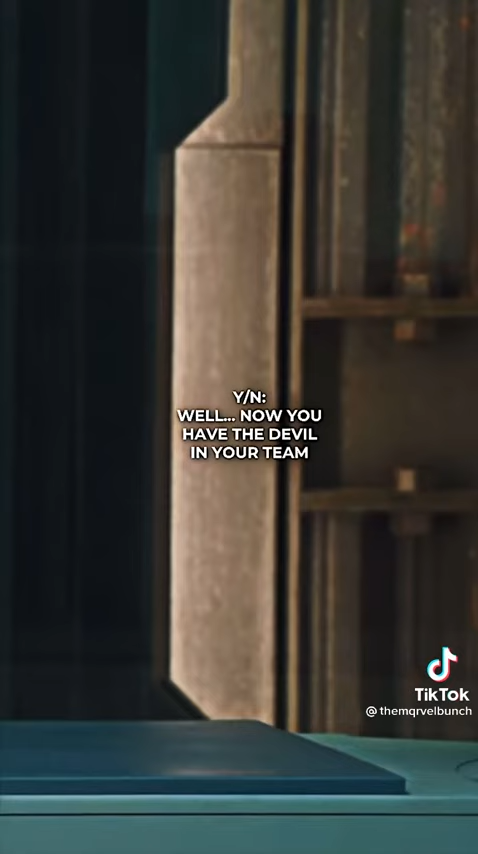 Y/N:
WELL... NOW YOU
HAVE THE DEVIL
IN YOUR TEAM
TikTok
@themqrvelbunch